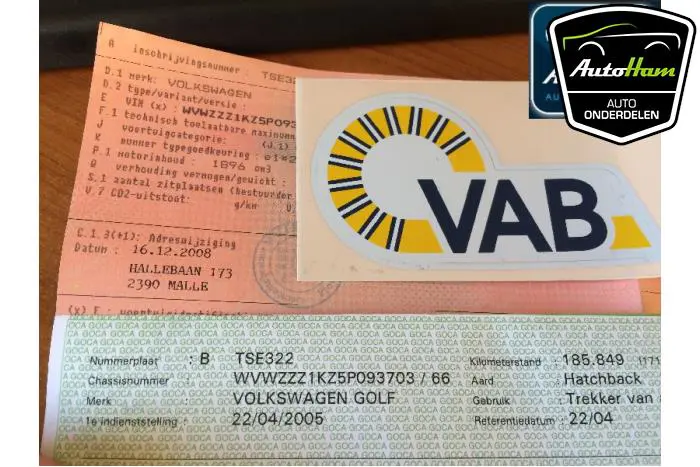 AutoHam
AUTO
ONDERDELEN
A inschrijvingsnummer : TSE322
D.1 merk: VOLKSWAGEN
D.2 type/variant/versie :
E VIN (x) : WVWZZZ1KZ5P093
F.1 technisch toelaatbare
J voertuigcategorie: (J.1)
K nummer typegoedkeuring :
P.1 motorinhoud : 1896 cm3
Q verhouding vermogen/gewicht :
S.1 aantal zitplaatsen (bestuurder
V.7 CO2-uitstoot: g/km
VAB
C.1.3(+1): Adreswijziging
Datum : 16.12.2008
HALLEBAAN 173
2390 MALLE
Nummerplaat : B TSE322
Kilometerstand : 185.849
Chassisnummer : WVWZZZ1KZ5P093703 / 66
Aard : Hatchback
Merk : VOLKSWAGEN GOLF
Gebruik : Trekker van
1e indienststelling : 22/04/2005
Referentiedatum : 22/04